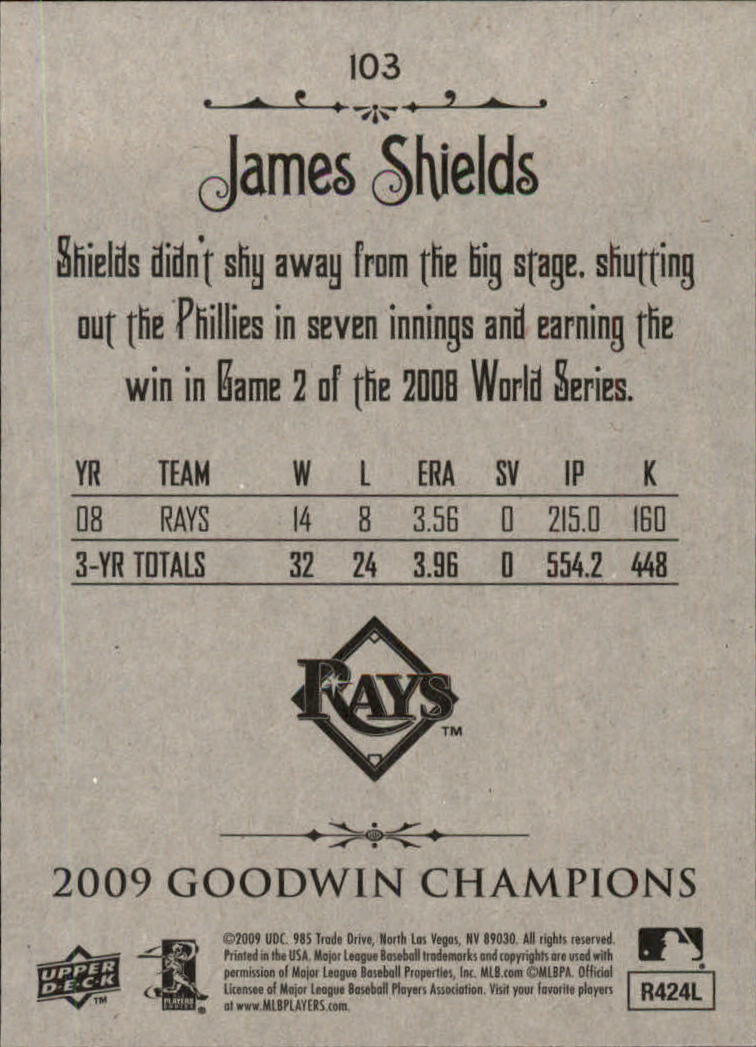 103
James Shields
Shields didn't shy away from the big stage, shutting
out the Phillies in seven innings and earning the
win in Game 2 of the 2008 World Series.
YR TEAM W L ERA SV IP K
08 RAYS 14 8 3.56 0 215.0 160
3-YR TOTALS 32 24 3.96 0 554.2 448
RAYS TM
2009 GOODWIN CHAMPIONS
©2009 UDC. 985 Trade Drive, North Las Vegas, NV 89030. All rights reserved.
Printed in the USA. Major League Baseball trademarks and copyrights are used with
permission of Major League Baseball Properties, Inc. MLB.com ©MLBPA. Official
Licensee of Major League Baseball Players Association. Visit your favorite players
at www.MLBPLAYERS.com.
UPPER
DECK TM
PLAYERS
CHOICE ®
R424L